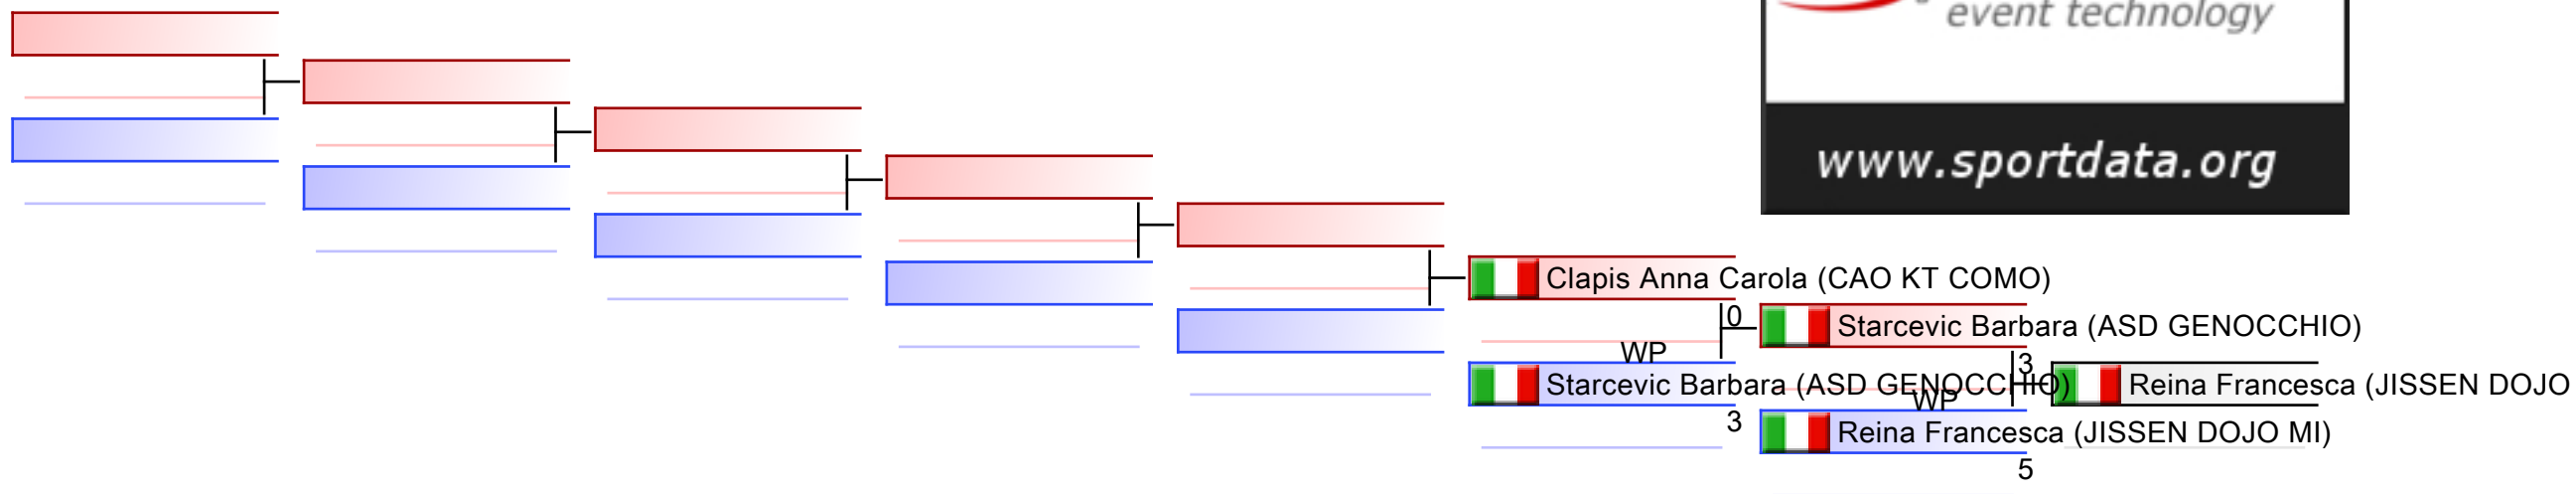 event technology
www.sportdata.org
Clapis Anna Carola (CAO KT COMO)
0
Starcevic Barbara (ASD GENOCCHIO)
WP
3
Starcevic Barbara (ASD GENOCCHIO)
Reina Francesca (JISSEN DOJO
WP
3
Reina Francesca (JISSEN DOJO MI)
5